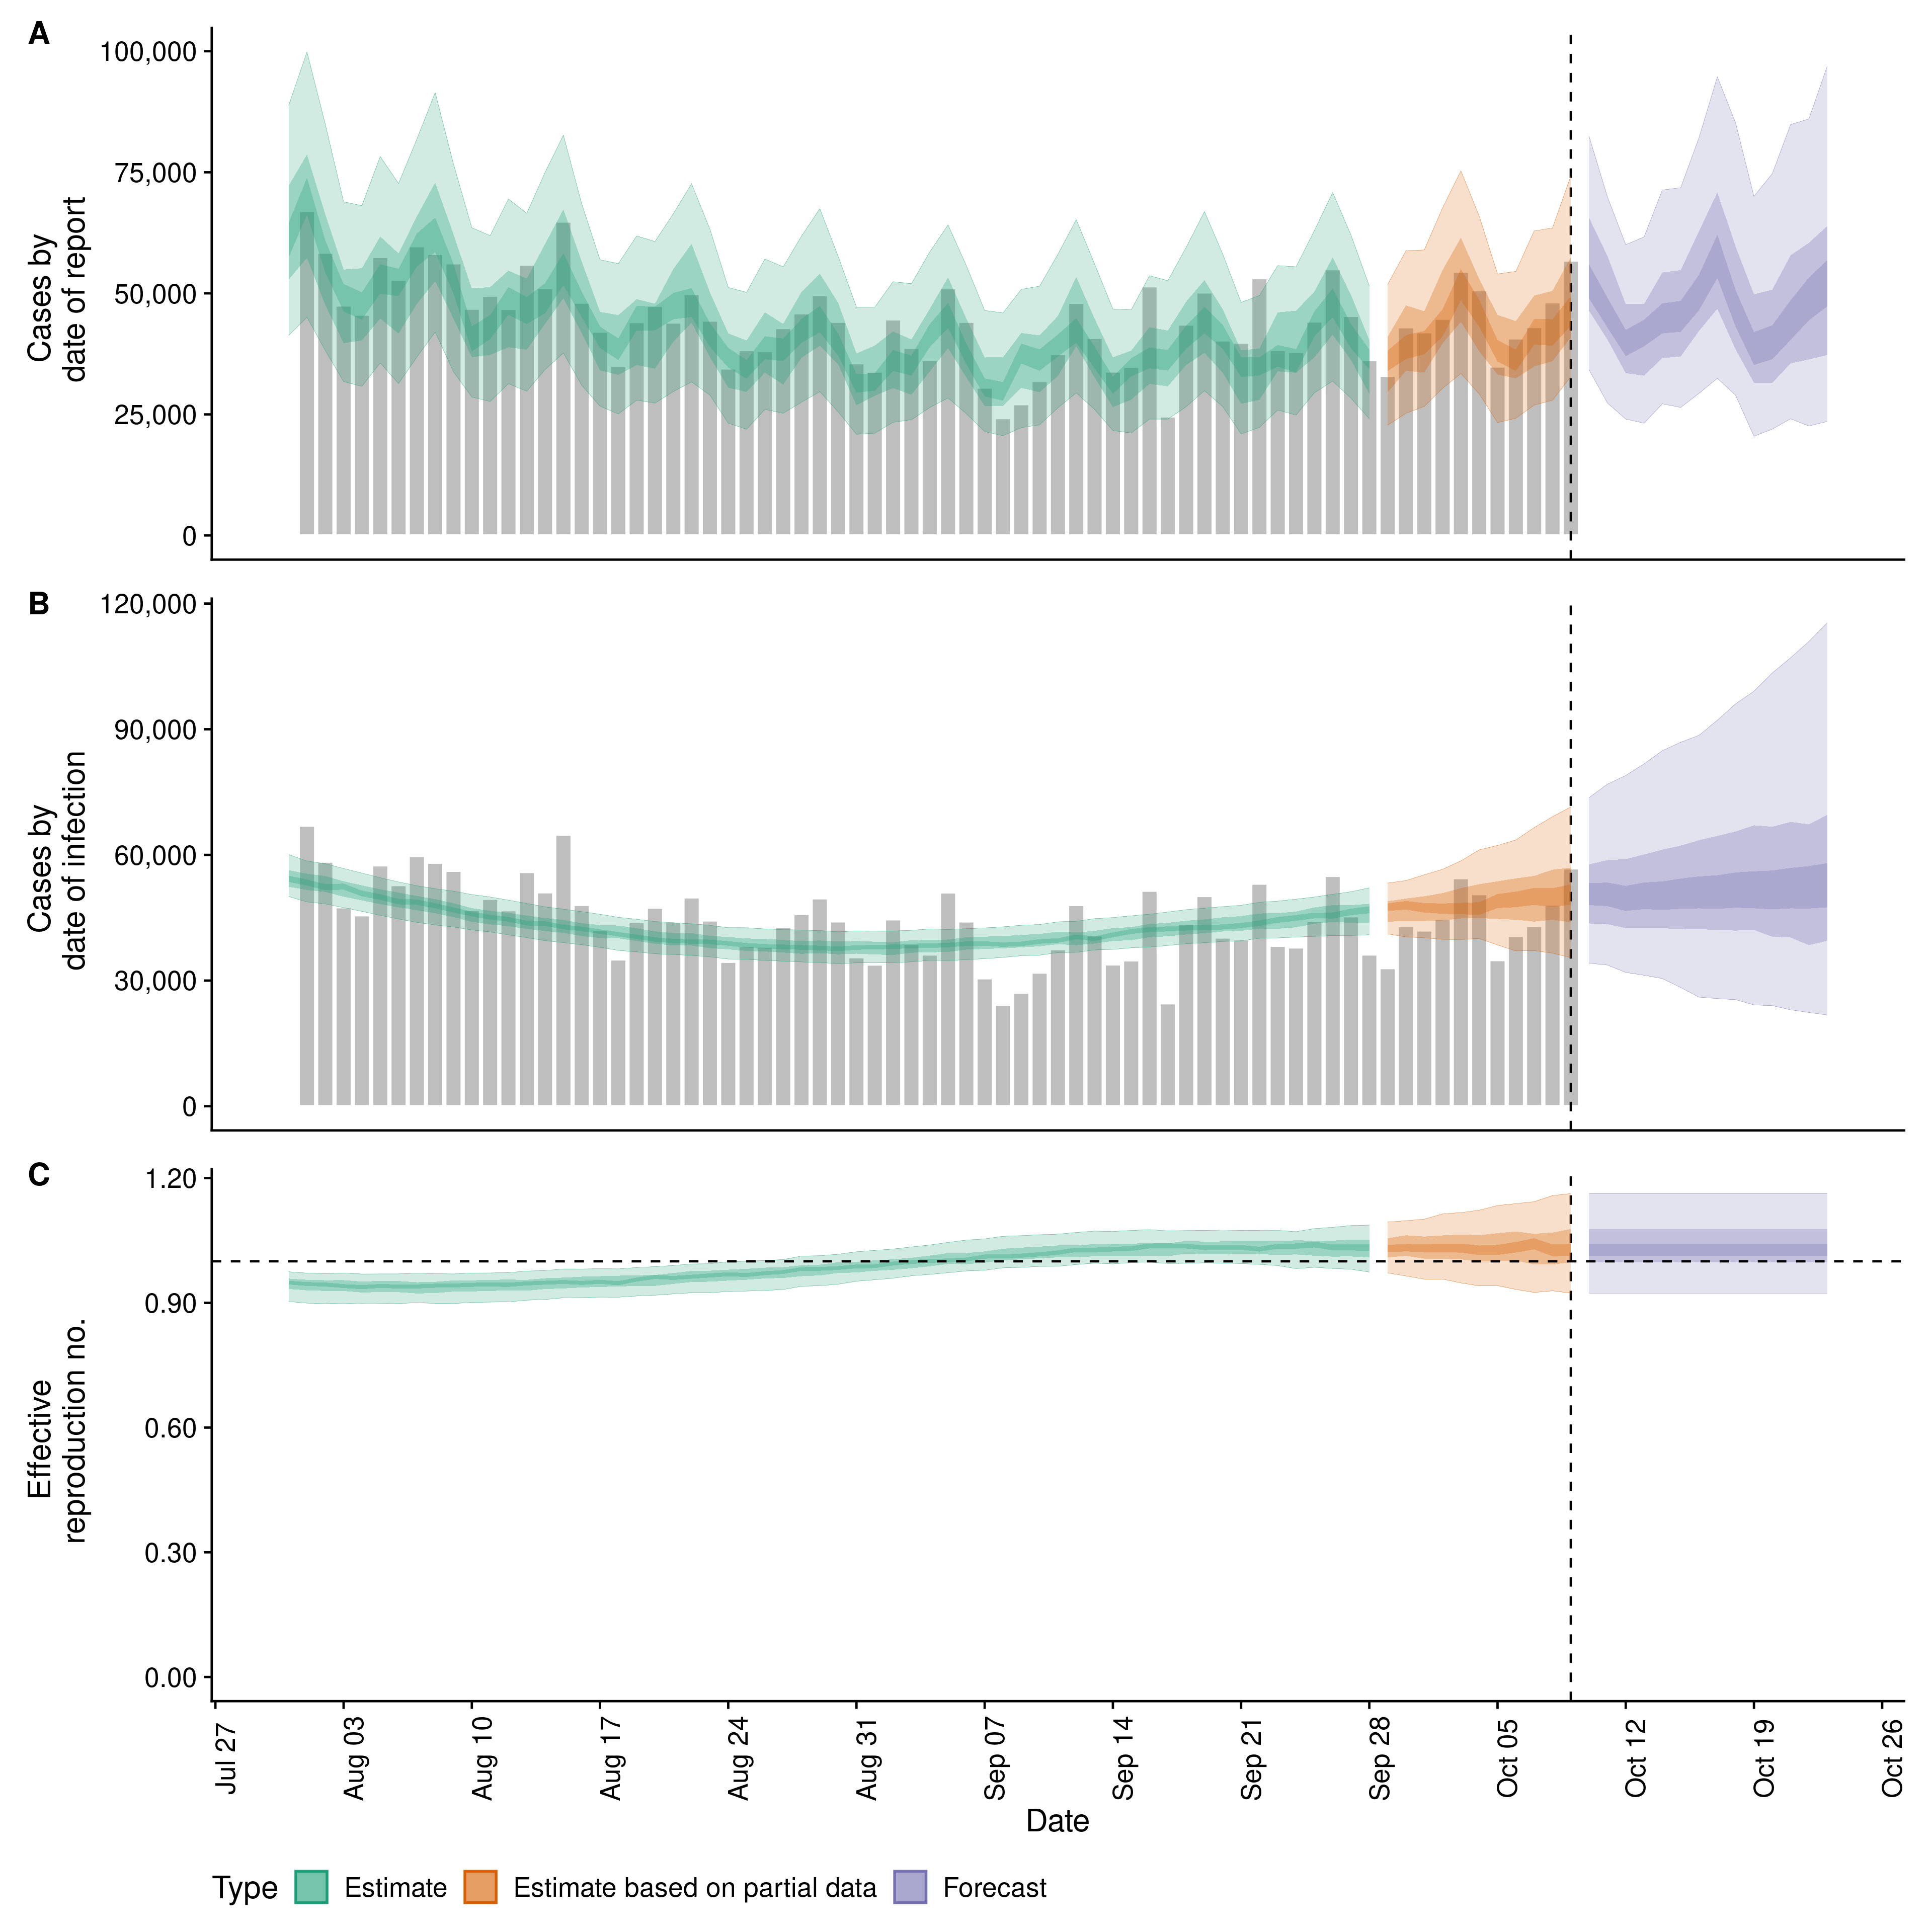 A
100,000
75,000
50,000
25,000
0
Cases by
date of report
B
120,000
90,000
60,000
30,000
0
Cases by
date of infection
C
1.20
0.90
0.60
0.30
0.00
Effective
reproduction no.
Jul 27
Aug 03
Aug 10
Aug 17
Aug 24
Aug 31
Sep 07
Sep 14
Sep 21
Sep 28
Oct 05
Oct 12
Oct 19
Oct 26
Date
Type Estimate Estimate based on partial data Forecast